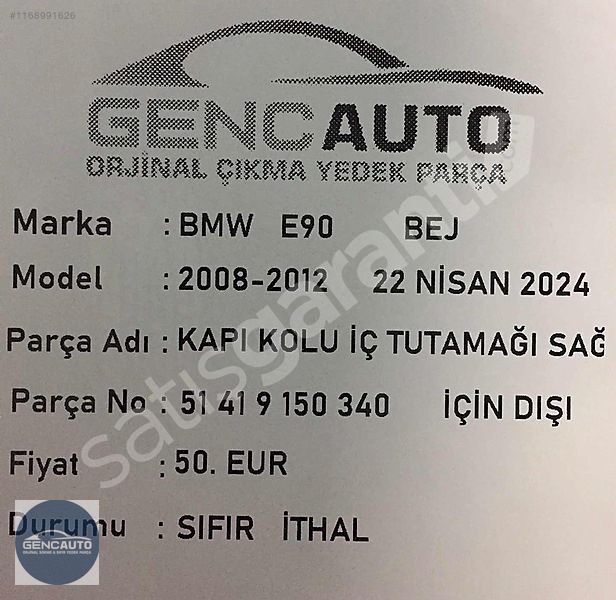 #1168991626
GENCAUTO
ORJİNAL ÇIKMA YEDEK PARÇA
Marka : BMW E90 BEJ
Model : 2008-2012 22 NİSAN 2024
Parça Adı : KAPI KOLU İÇ TUTAMAĞI SAĞ
Parça No : 51 41 9 150 340 İÇİN DIŞI
Fiyat : 50. EUR
Durumu : SIFIR İTHAL
satışgaranti
GENCAUTO